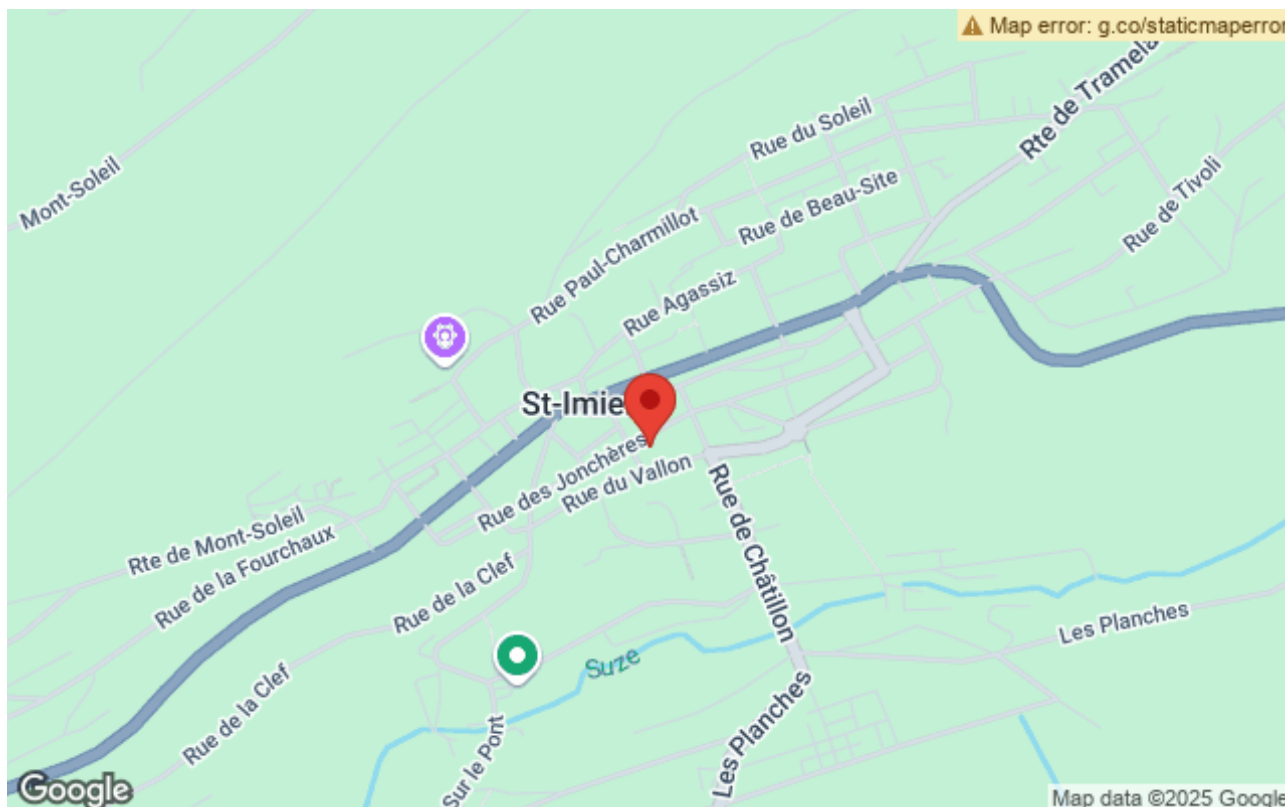 Map error: g.co/staticmaperror
Rte de Tramela
Rue du Soleil
Mont-Soleil
Rue de Beau-Site
Rue de Tivoli
Rue Paul-Charmillot
Rue Agassiz
St-Imie
Rue des Jonchères
Rue du Vallon
Rue de Châtillon
Rte de Mont-Soleil
Rue de la Fourchaux
Rue de la Clef
Les Planches
Suze
Rue de la Clef
Les Planches
Sur le Pont
Google
Map data ©2025 Google